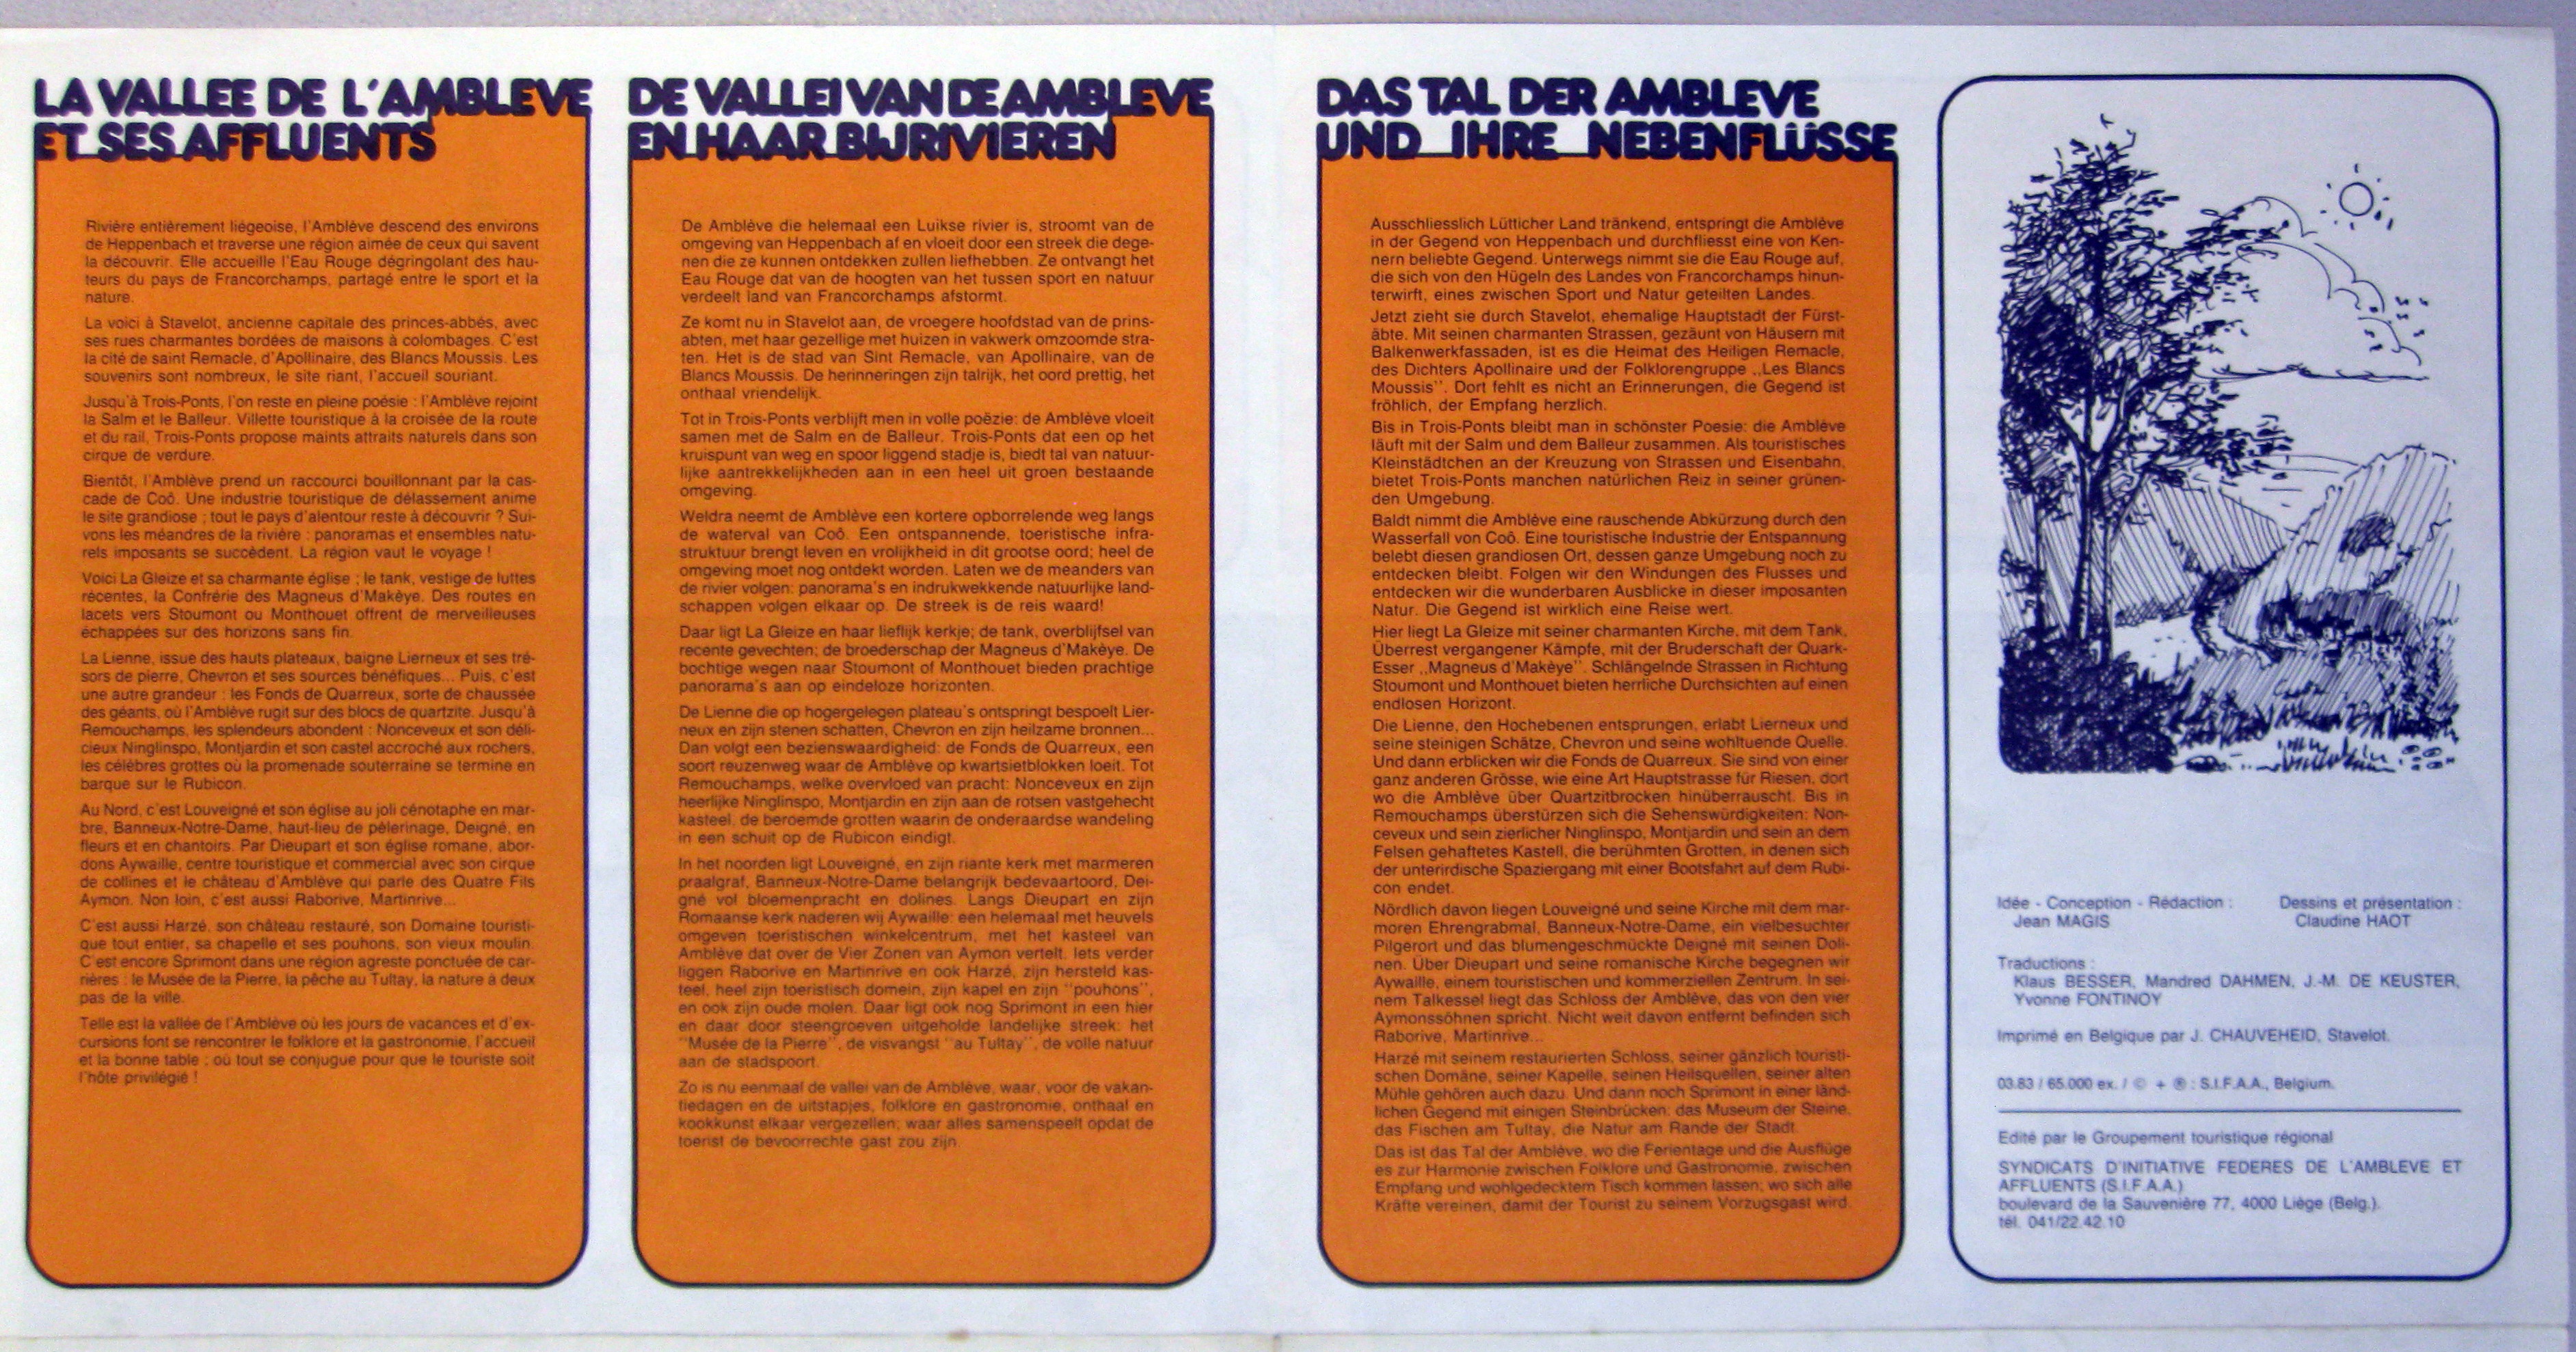 LA VALLEE DE L'AMBLEVE
ET SES AFFLUENTS
Rivière entièrement liégeoise, l'Amblève descend des environs
de Heppenbach et traverse une région aimée de ceux qui savent
la découvrir. Elle accueille l'Eau Rouge dégringolant des hau-
teurs du pays de Francorchamps, partagé entre le sport et la
nature.
La voici à Stavelot, ancienne capitale des princes-abbés, avec
ses rues charmantes bordées de maisons à colombages. C'est
la cité de saint Remacle, d'Apollinaire, des Blancs Moussis. Les
souvenirs sont nombreux, le site riant, l'accueil souriant.
Jusqu'à Trois-Ponts, l'on reste en pleine poésie : l'Amblève rejoint
la Salm et le Balleur. Villette touristique à la croisée de la route
et du rail, Trois-Ponts propose maints attraits naturels dans son
cirque de verdure.
Bientôt, l'Amblève prend un raccourci bouillonnant par la cas-
cade de Coô. Une industrie touristique de délassement anime
le site grandiose ; tout le pays d'alentour reste à découvrir ? Sui-
vons les méandres de la rivière : panoramas et ensembles natu-
rels imposants se succèdent. La région vaut le voyage !
Voici La Gleize et sa charmante église ; le tank, vestige de luttes
récentes, la Confrérie des Magneus d'Makèye. Des routes en
lacets vers Stoumont ou Monthouet offrent de merveilleuses
échappées sur des horizons sans fin.
La Lienne, issue des hauts plateaux, baigne Lierneux et ses tré-
sors de pierre, Chevron et ses sources bénéfiques... Puis, c'est
une autre grandeur : les Fonds de Quarreux, sorte de chaussée
des géants, où l'Amblève rugit sur des blocs de quartzite. Jusqu'à
Remouchamps, les splendeurs abondent : Nonceveux et son déli-
cieux Ninglinspo, Montjardin et son castel accroché aux rochers,
les célèbres grottes où la promenade souterraine se termine en
barque sur le Rubicon.
Au Nord, c'est Louveigné et son église au joli cénotaphe en mar-
bre, Banneux-Notre-Dame, haut-lieu de pèlerinage, Deigné, en
fleurs et en chantoirs. Par Dieupart et son église romane, abor-
dons Aywaille, centre touristique et commercial avec son cirque
de collines et le château d'Amblève qui parle des Quatre Fils
Aymon. Non loin, c'est aussi Raborive, Martinrive...
C'est aussi Harzé, son château restauré, son Domaine touristi-
que tout entier, sa chapelle et ses pouhons, son vieux moulin.
C'est encore Sprimont dans une région agreste ponctuée de car-
rières : le Musée de la Pierre, la pêche au Tultay, la nature à deux
pas de la ville.
Telle est la vallée de l'Amblève où les jours de vacances et d'ex-
cursions font se rencontrer le folklore et la gastronomie, l'accueil
et la bonne table ; où tout se conjugue pour que le touriste soit
l'hôte privilégié !
DE VALLEI VAN DE AMBLEVE
EN HAAR BIJRIVIEREN
De Amblève die helemaal een Luikse rivier is, stroomt van de
omgeving van Heppenbach af en vloeit door een streek die dege-
nen die ze kunnen ontdekken zullen liefhebben. Ze ontvangt het
Eau Rouge dat van de hoogten van het tussen sport en natuur
verdeelt land van Francorchamps afstormt.
Ze komt nu in Stavelot aan, de vroegere hoofdstad van de prins-
abten, met haar gezellige met huizen in vakwerk omzoomde stra-
ten. Het is de stad van Sint Remacle, van Apollinaire, van de
Blancs Moussis. De herinneringen zijn talrijk, het oord prettig, het
onthaal vriendelijk.
Tot in Trois-Ponts verblijft men in volle poëzie: de Amblève vloeit
samen met de Salm en de Balleur. Trois-Ponts dat een op het
kruispunt van weg en spoor liggend stadje is, biedt tal van natuur-
lijke aantrekkelijkheden aan in een heel uit groen bestaande
omgeving.
Weldra neemt de Amblève een kortere opborrelende weg langs
de waterval van Coô. Een ontspannende, toeristische infra-
struktuur brengt leven en vrolijkheid in dit grootse oord; heel de
omgeving moet nog ontdekt worden. Laten we de meanders van
de rivier volgen: panorama's en indrukwekkende natuurlijke land-
schappen volgen elkaar op. De streek is de reis waard!
Daar ligt La Gleize en haar lieflijk kerkje; de tank, overblijfsel van
recente gevechten; de broederschap der Magneus d'Makèye. De
bochtige wegen naar Stoumont of Monthouet bieden prachtige
panorama's aan op eindeloze horizonten.
De Lienne die op hogergelegen plateau's ontspringt bespoelt Lier-
neux en zijn stenen schatten, Chevron en zijn heilzame bronnen...
Dan volgt een bezienswaardigheid: de Fonds de Quarreux, een
soort reuzenweg waar de Amblève op kwartsietblokken loeit. Tot
Remouchamps, welke overvloed van pracht: Nonceveux en zijn
heerlijke Ninglinspo, Montjardin en zijn aan de rotsen vastgehecht
kasteel, de beroemde grotten waarin de onderaardse wandeling
in een schuit op de Rubicon eindigt.
In het noorden ligt Louveigné, en zijn riante kerk met marmeren
praalgraf, Banneux-Notre-Dame belangrijk bedevaartoord, Dei-
gné vol bloemenpracht en dolines. Langs Dieupart en zijn
Romaanse kerk naderen wij Aywaille: een helemaal met heuvels
omgeven toeristischen winkelcentrum, met het kasteel van
Amblève dat over de Vier Zonen van Aymon vertelt. Iets verder
liggen Raborive en Martinrive en ook Harzé, zijn hersteld kas-
teel, heel zijn toeristisch domein, zijn kapel en zijn "pouhons",
en ook zijn oude molen. Daar ligt ook nog Sprimont in een hier
en daar door steengroeven uitgeholde landelijke streek: het
"Musée de la Pierre", de visvangst "au Tultay", de volle natuur
aan de stadspoort.
Zo is nu eenmaal de vallei van de Amblève, waar, voor de vakan-
tiedagen en de uitstapjes, folklore en gastronomie, onthaal en
kookkunst elkaar vergezellen; waar alles samenspeelt opdat de
toerist de bevoorrechte gast zou zijn.
DAS TAL DER AMBLEVE
UND IHRE NEBENFLÜSSE
Ausschliesslich Lütticher Land tränkend, entspringt die Amblève
in der Gegend von Heppenbach und durchfliesst eine von Ken-
nern beliebte Gegend. Unterwegs nimmt sie die Eau Rouge auf,
die sich von den Hügeln des Landes von Francorchamps hinun-
terwirft, eines zwischen Sport und Natur geteilten Landes.
Jetzt zieht sie durch Stavelot, ehemalige Hauptstadt der Fürst-
äbte. Mit seinen charmanten Strassen, gezäunt von Häusern mit
Balkenwerkfassaden, ist es die Heimat des Heiligen Remacle,
des Dichters Apollinaire und der Folklorengruppe ,,Les Blancs
Moussis''. Dort fehlt es nicht an Erinnerungen, die Gegend ist
fröhlich, der Empfang herzlich.
Bis in Trois-Ponts bleibt man in schönster Poesie: die Amblève
läuft mit der Salm und dem Balleur zusammen. Als touristisches
Kleinstädtchen an der Kreuzung von Strassen und Eisenbahn,
bietet Trois-Ponts manchen natürlichen Reiz in seiner grünen-
den Umgebung.
Baldt nimmt die Amblève eine rauschende Abkürzung durch den
Wasserfall von Coô. Eine touristische Industrie der Entspannung
belebt diesen grandiosen Ort, dessen ganze Umgebung noch zu
entdecken bleibt. Folgen wir den Windungen des Flusses und
entdecken wir die wunderbaren Ausblicke in dieser imposanten
Natur. Die Gegend ist wirklich eine Reise wert.
Hier liegt La Gleize mit seiner charmanten Kirche, mit dem Tank,
Überrest vergangener Kämpfe, mit der Bruderschaft der Quark-
Esser ,,Magneus d'Makèye''. Schlängelnde Strassen in Richtung
Stoumont und Monthouet bieten herrliche Durchsichten auf einen
endlosen Horizont.
Die Lienne, den Hochebenen entsprungen, erlabt Lierneux und
seine steinigen Schätze, Chevron und seine wohltuende Quelle.
Und dann erblicken wir die Fonds de Quarreux. Sie sind von einer
ganz anderen Grösse, wie eine Art Hauptstrasse für Riesen, dort
wo die Amblève über Quartzitbrocken hinüberrauscht. Bis in
Remouchamps überstürzen sich die Sehenswürdigkeiten: Non-
ceveux und sein zierlicher Ninglinspo, Montjardin und sein an dem
Felsen gehaftetes Kastell, die berühmten Grotten, in denen sich
der unterirdische Spaziergang mit einer Bootsfahrt auf dem Rubi-
con endet.
Nördlich davon liegen Louveigné und seine Kirche mit dem mar-
moren Ehrengrabmal, Banneux-Notre-Dame, ein vielbesuchter
Pilgerort und das blumengeschmückte Deigné mit seinen Doli-
nen. Über Dieupart und seine romanische Kirche begegnen wir
Aywaille, einem touristischen und kommerziellen Zentrum. In sei-
nem Talkessel liegt das Schloss der Amblève, das von den vier
Aymonssöhnen spricht. Nicht weit davon entfernt befinden sich
Raborive, Martinrive...
Harzé mit seinem restaurierten Schloss, seiner gänzlich touristi-
schen Domäne, seiner Kapelle, seinen Heilsquellen, seiner alten
Mühle gehören auch dazu. Und dann noch Sprimont in einer länd-
lichen Gegend mit einigen Steinbrücken: das Museum der Steine,
das Fischen am Tultay, die Natur am Rande der Stadt.
Das ist das Tal der Amblève, wo die Ferientage und die Ausflüge
es zur Harmonie zwischen Folklore und Gastronomie, zwischen
Empfang und wohlgedecktem Tisch kommen lassen; wo sich alle
Kräfte vereinen, damit der Tourist zu seinem Vorzugsgast wird.
Idée - Conception - Rédaction :
Jean MAGIS
Dessins et présentation :
Claudine HAOT
Traductions :
Klaus BESSER, Mandred DAHMEN, J.-M. DE KEUSTER,
Yvonne FONTINOY
Imprimé en Belgique par J. CHAUVEHEID, Stavelot.
03.83 / 65.000 ex. / © + ® : S.I.F.A.A., Belgium.
Edité par le Groupement touristique régional
SYNDICATS D'INITIATIVE FEDERES DE L'AMBLEVE ET
AFFLUENTS (S.I.F.A.A.)
boulevard de la Sauvenière 77, 4000 Liège (Belg.).
tél. 041/22.42.10